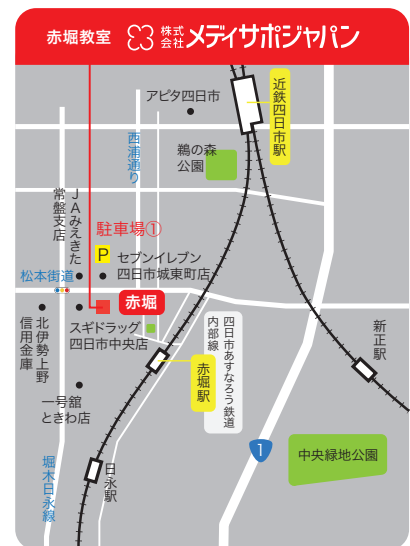 赤堀教室
株式会社 メディサポジャパン
アピタ四日市
近鉄四日市駅
西浦通り
鵜の森
公園
JAみえきた
常盤支店
駐車場①
P
セブンイレブン
四日市城東町店
松本街道
赤堀
スギドラッグ
四日市中央店
北伊勢上野
信用金庫
四日市あすなろう鉄道
内部線
新正駅
赤堀駅
一号舘
ときわ店
1
中央緑地公園
堀木日永線
日永駅